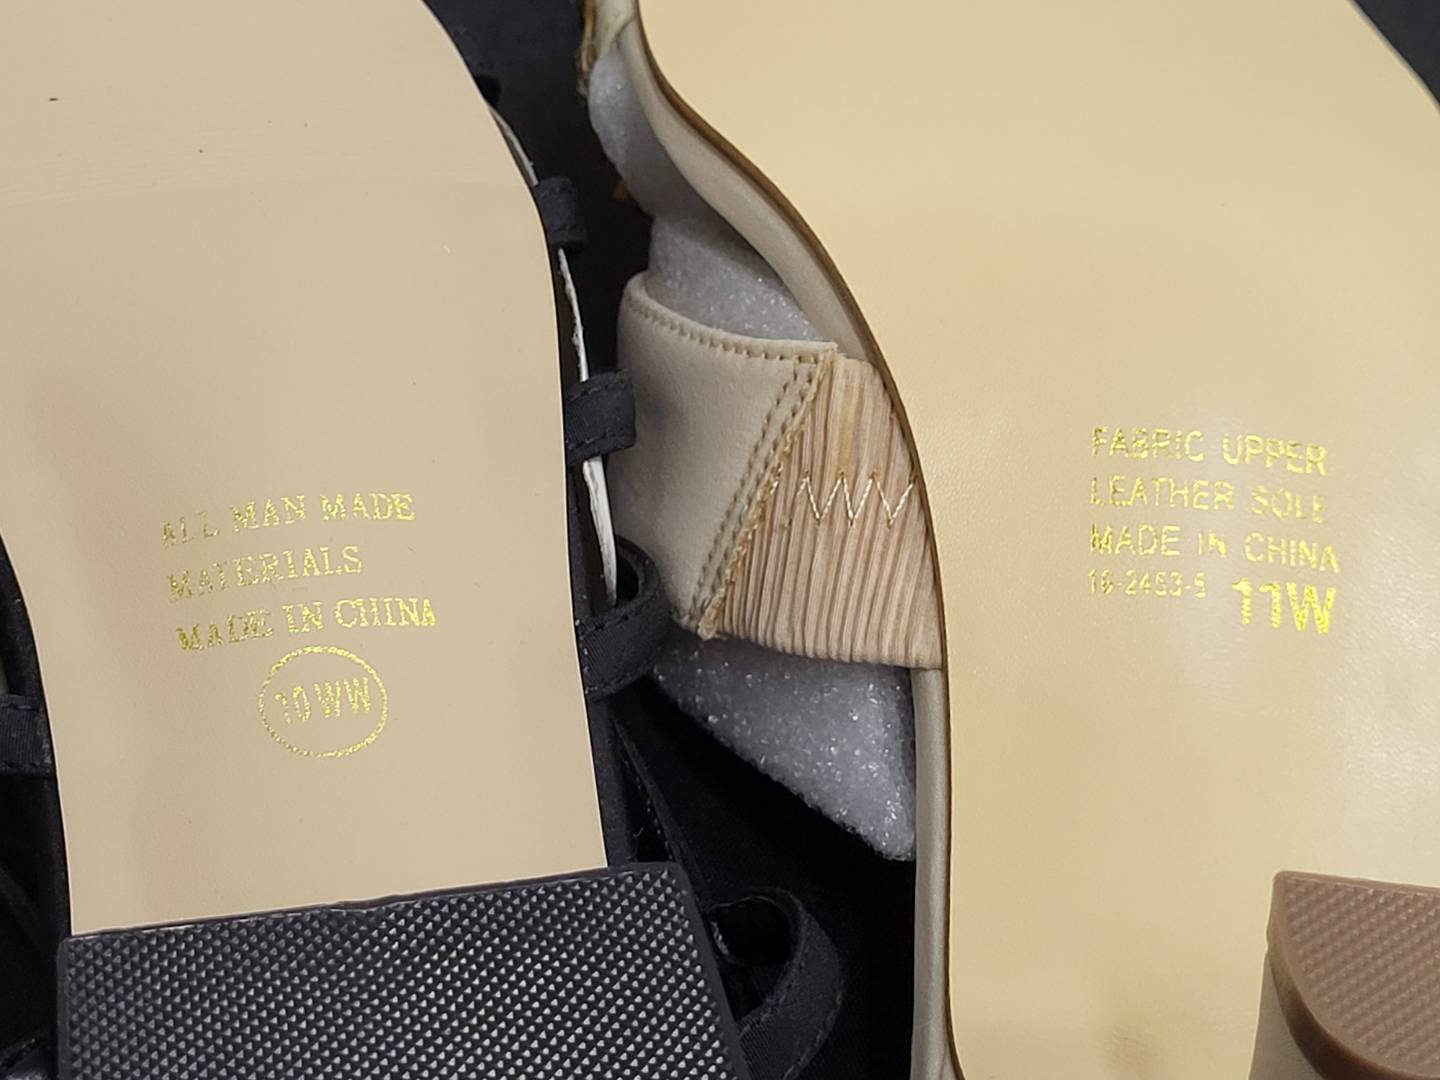 ALL MAN MADE
MATERIALS
MADE IN CHINA
10 WW
FABRIC UPPER
LEATHER SOLE
MADE IN CHINA
16-2453-5 11W